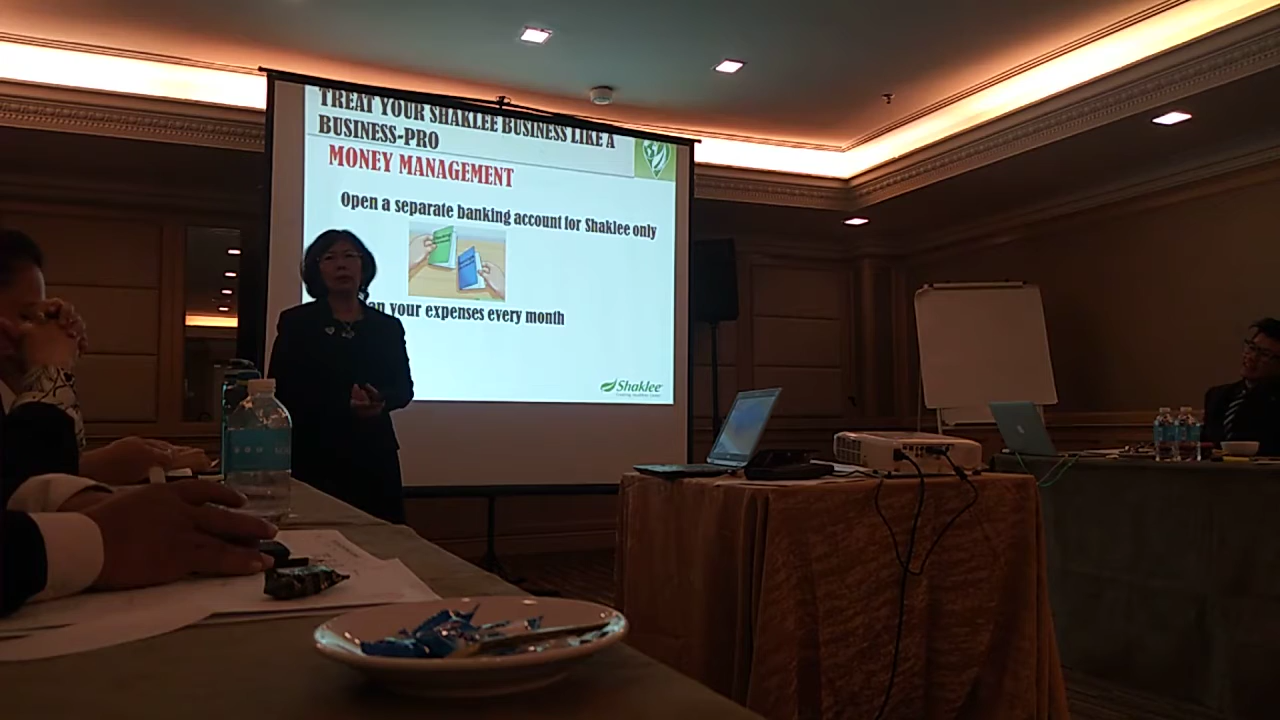 TREAT YOUR SHAKLEE BUSINESS LIKE A
BUSINESS-PRO
MONEY MANAGEMENT
Open a separate banking account for Shaklee only
your expenses every month
Shaklee